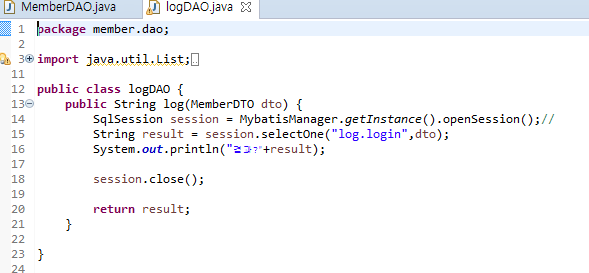 MemberDAO.java logDAO.java
1 package member.dao;
2
3 import java.util.List;
11
12 public class logDAO {
13 public String log(MemberDTO dto) {
14 SqlSession session = MybatisManager.getInstance().openSession();//
15 String result = session.selectOne("log.login",dto);
16 System.out.println("+result);
17
18 session.close();
19
20 return result;
21 }
22
23 }
24